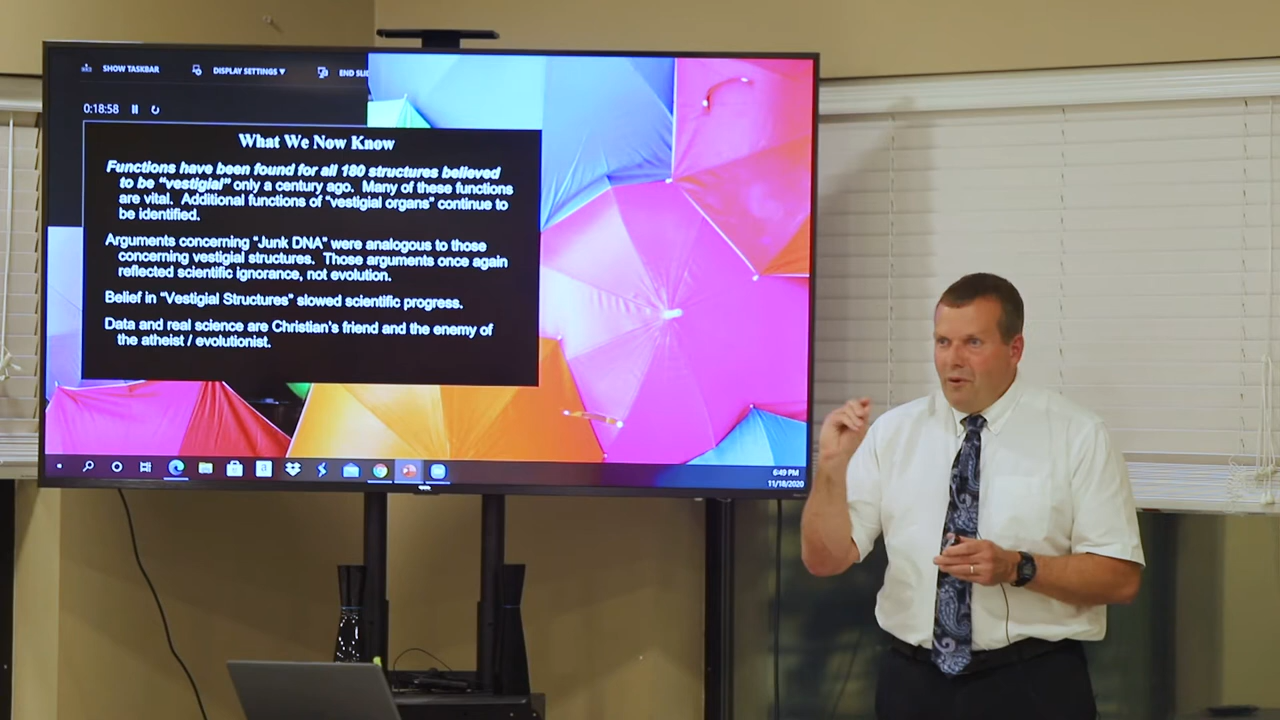 SHOW TASKBAR
DISPLAY SETTINGS ▼
END SLI
0:18:58
What We Now Know
Functions have been found for all 180 structures believed
to be “vestigial” only a century ago. Many of these functions
are vital. Additional functions of “vestigial organs” continue to
be identified.
Arguments concerning “Junk DNA” were analogous to those
concerning vestigial structures. Those arguments once again
reflected scientific ignorance, not evolution.
Belief in “Vestigial Structures” slowed scientific progress.
Data and real science are Christian’s friend and the enemy of
the atheist / evolutionist.
6:49 PM
11/18/2020